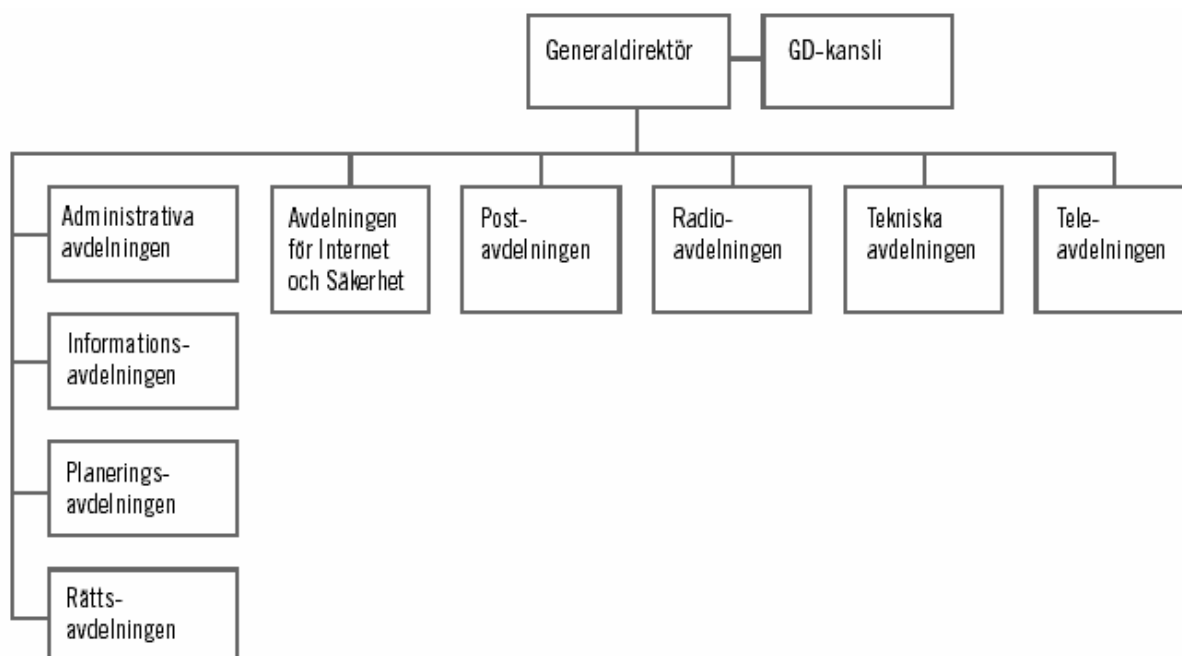 Generaldirektör
GD-kansli
Administrativa
avdelningen
Avdelningen
för Internet
och Säkerhet
Post-
avdelningen
Radio-
avdelningen
Tekniska
avdelningen
Tele-
avdelningen
Informations-
avdelningen
Planerings-
avdelningen
Rätts-
avdelningen